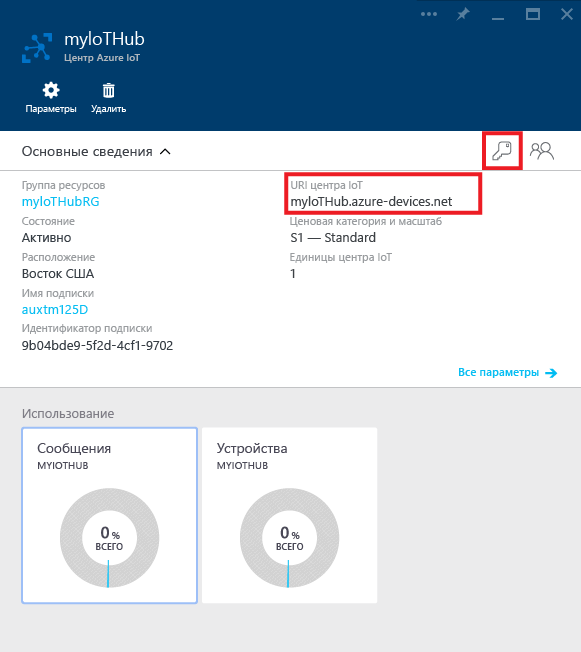 myIoTHub
Центр Azure IoT
Параметры
Удалить
Основные сведения
Группа ресурсов
myIoTHubRG
URI центра IoT
myIoTHub.azure-devices.net
Состояние
Активно
Ценовая категория и масштаб
S1 — Standard
Расположение
Восток США
Единицы центра IoT
1
Имя подписки
auxtm125D
Идентификатор подписки
9b04bde9-5f2d-4cf1-9702
Все параметры
Использование
Сообщения
MYIOTHUB
0 %
ВСЕГО
Устройства
MYIOTHUB
0 %
ВСЕГО